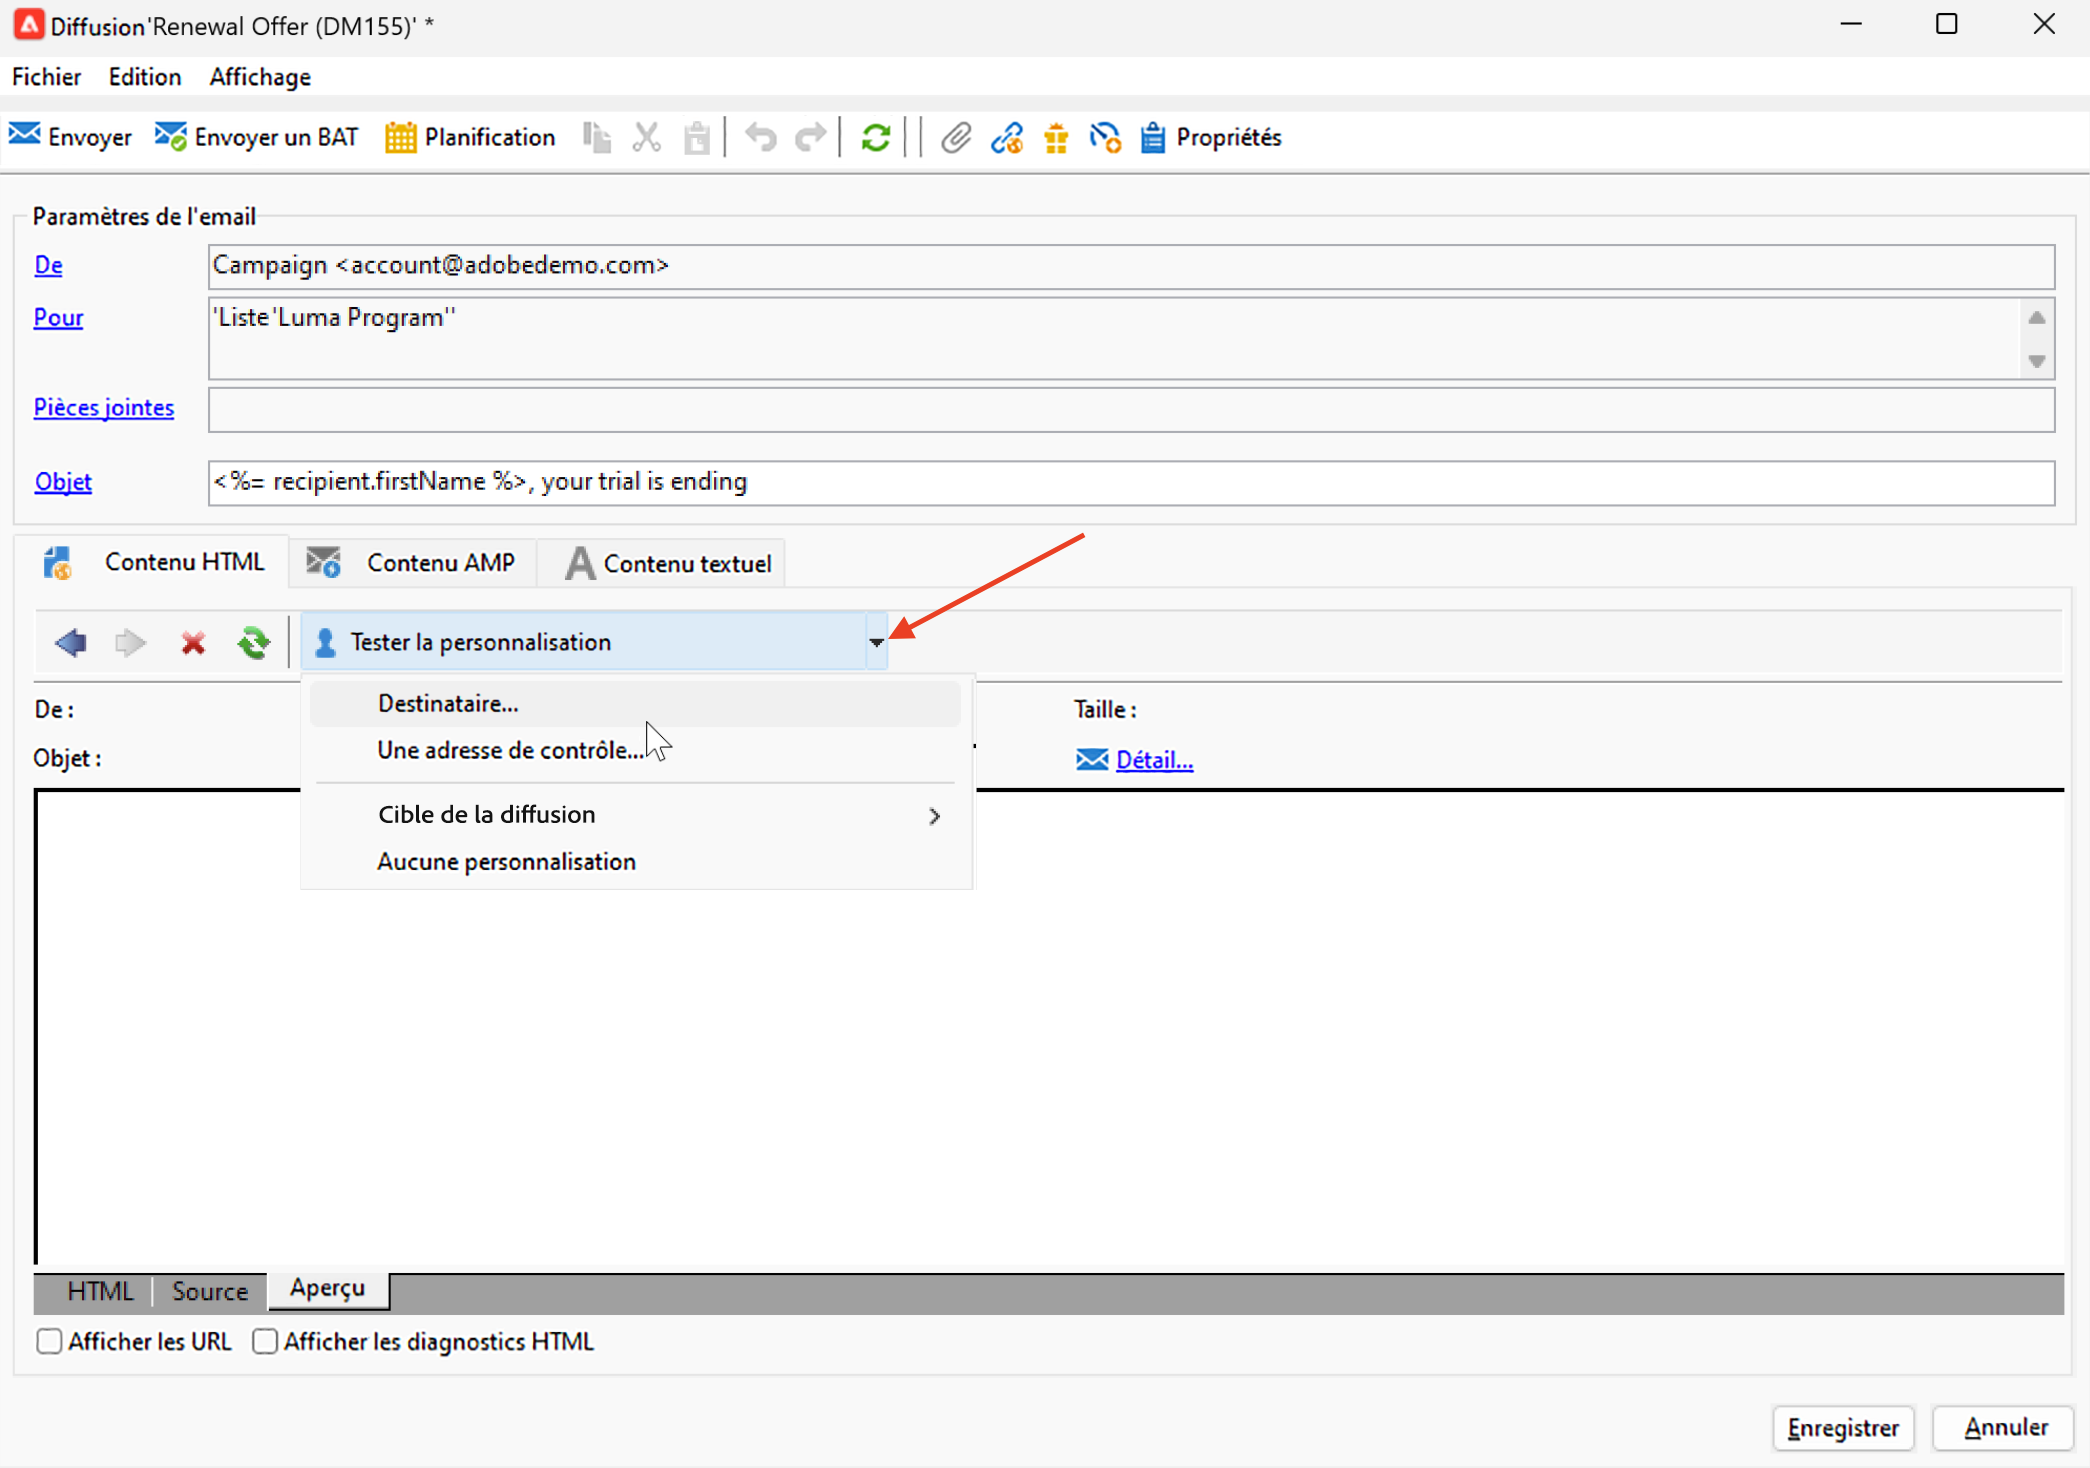 Diffusion 'Renewal Offer (DM155)' *
Fichier Edition Affichage
Envoyer Envoyer un BAT Planification Propriétés
Paramètres de l'email
De Campaign <account@adobedemo.com>
Pour 'Liste 'Luma Program''
Pièces jointes
Objet <%= recipient.firstName %>, your trial is ending
Contenu HTML Contenu AMP Contenu textuel
Tester la personnalisation
De :
Objet :
Destinataire...
Une adresse de contrôle...
Cible de la diffusion
Aucune personnalisation
Taille :
Détail...
HTML Source Aperçu
Afficher les URL Afficher les diagnostics HTML
Enregistrer Annuler